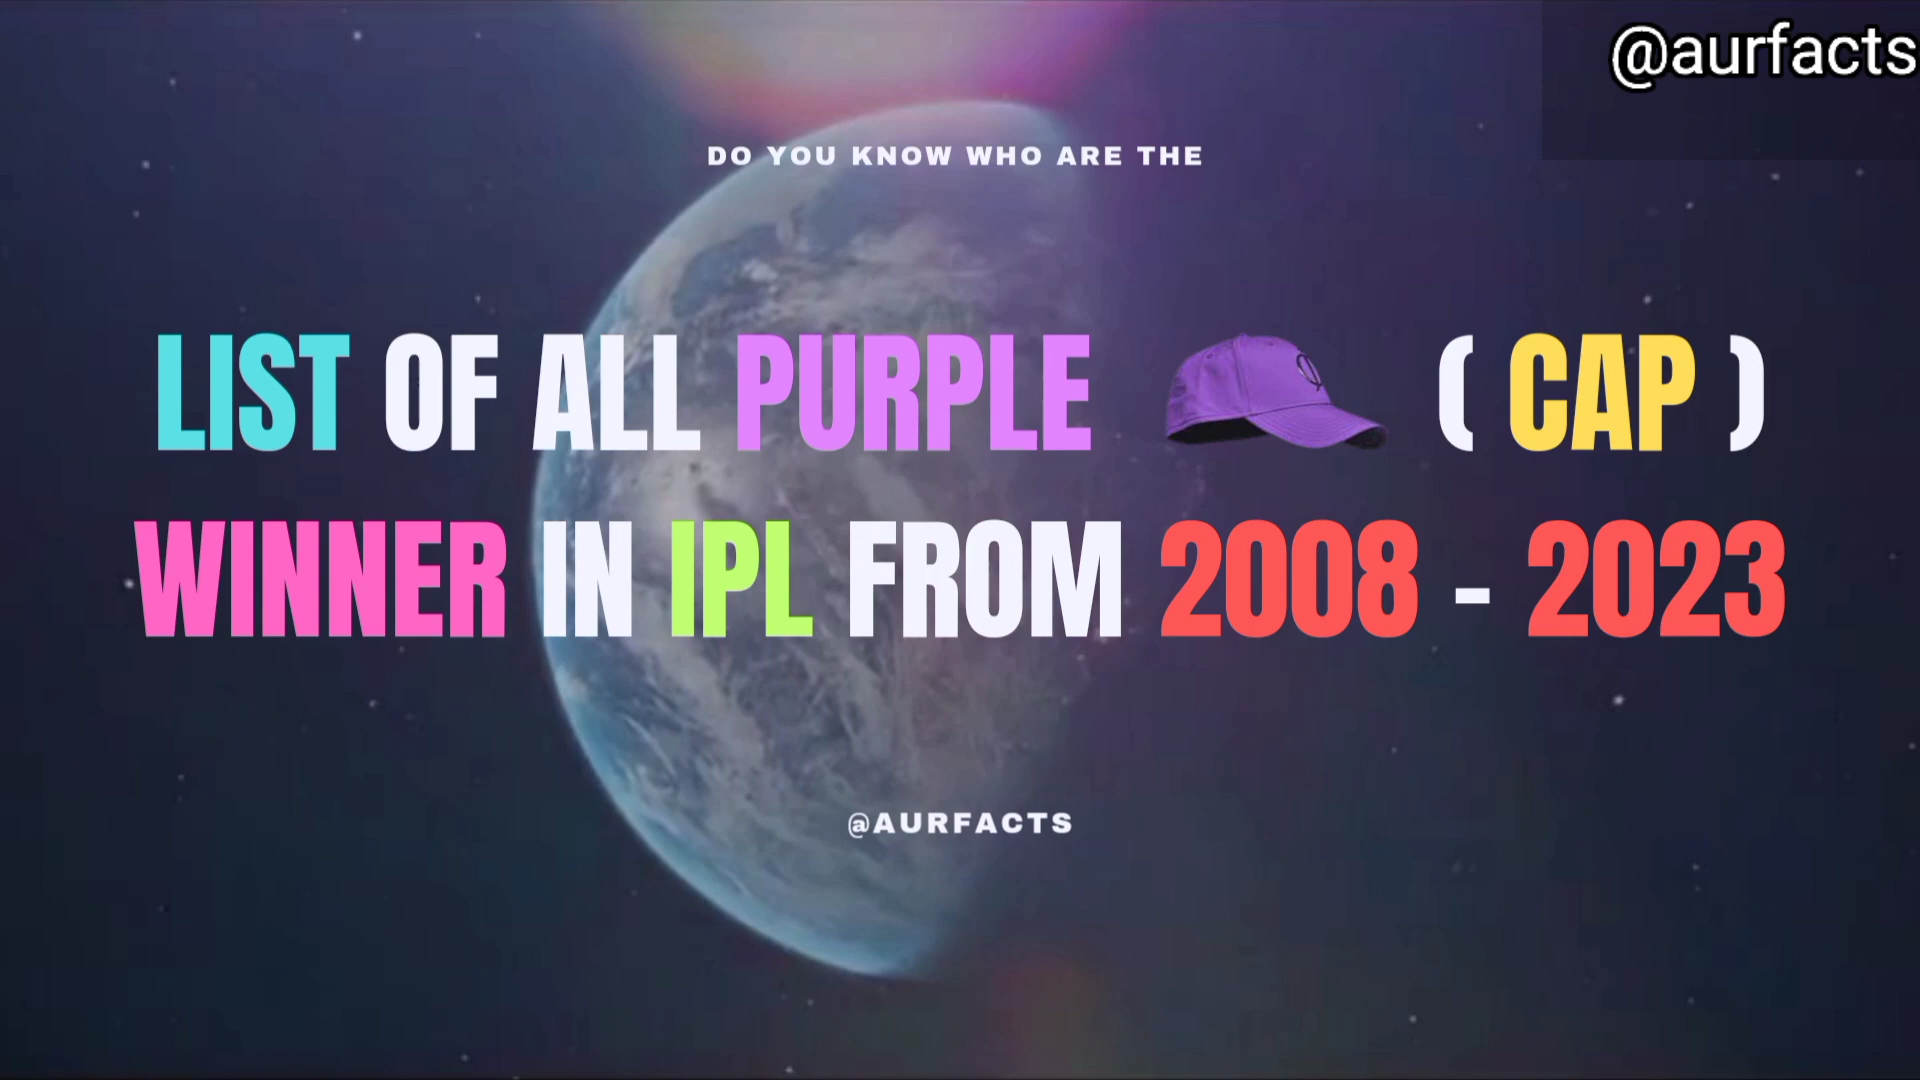 @aurfacts
DO YOU KNOW WHO ARE THE
LIST OF ALL PURPLE ( CAP )
WINNER IN IPL FROM 2008 - 2023
@AURFACTS